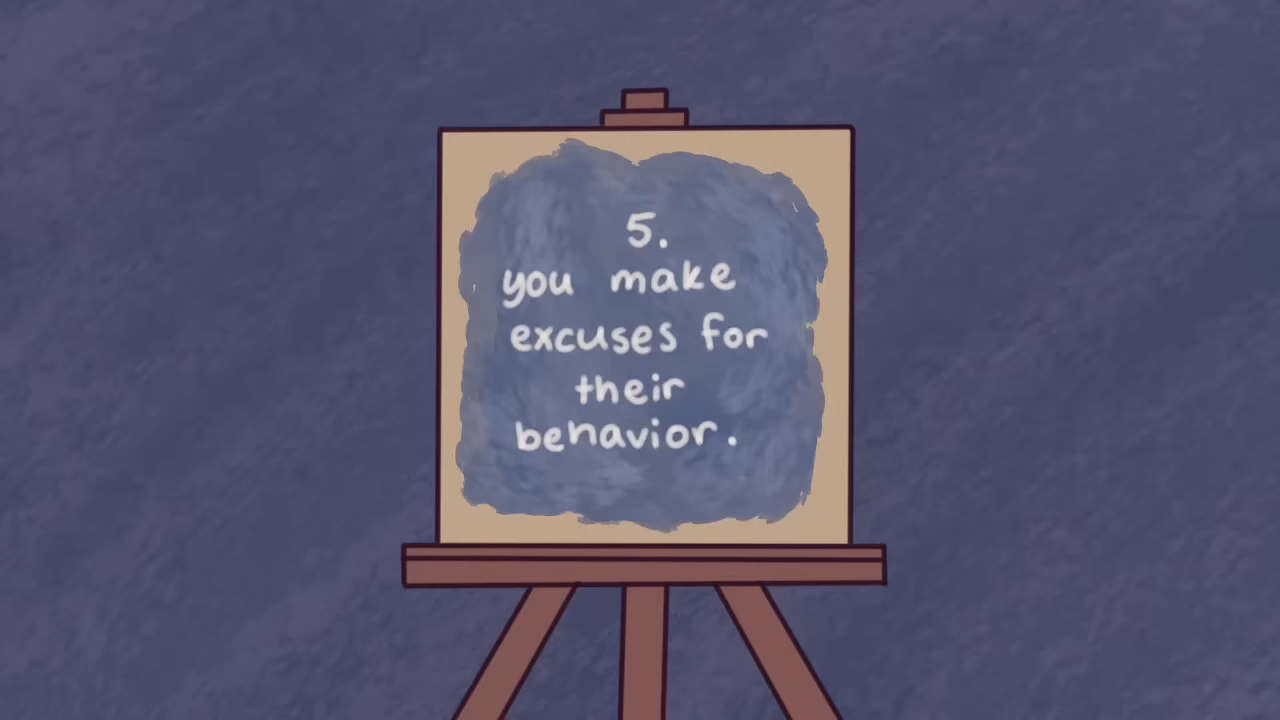 5.
you make
excuses for
their
behavior.